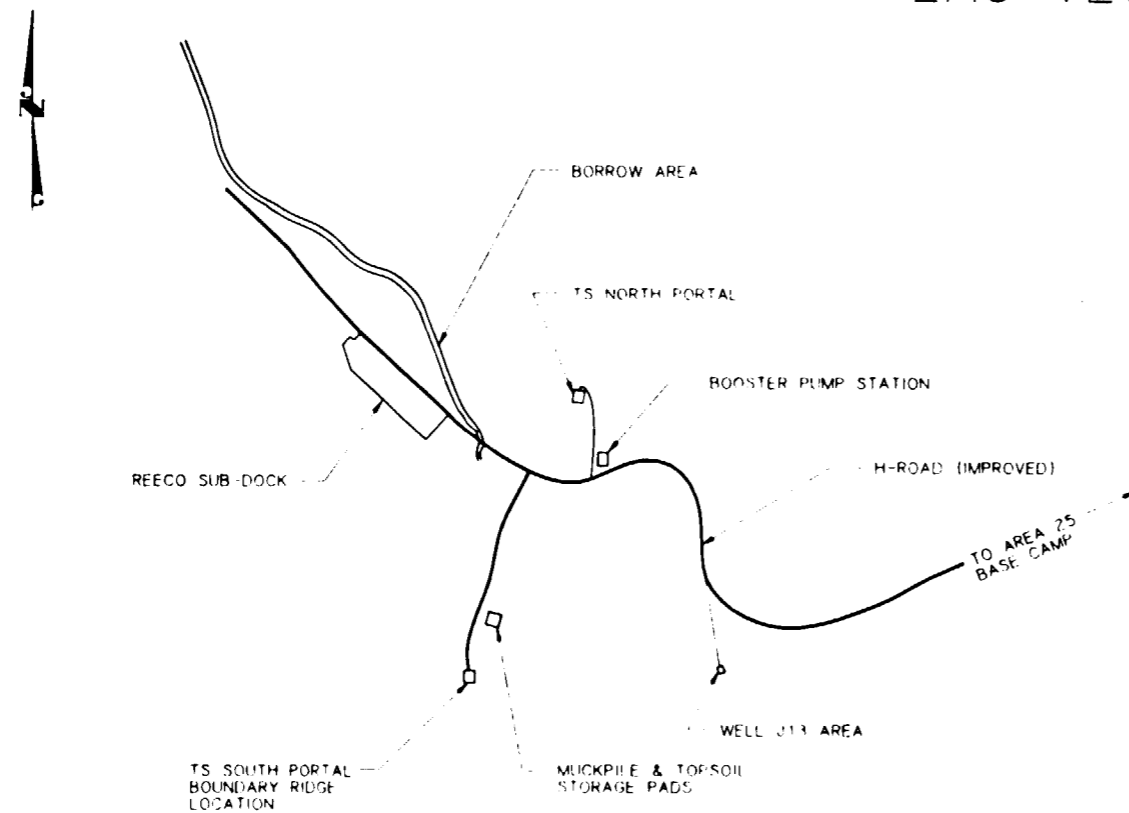 N
BORROW AREA
TS NORTH PORTAL
BOOSTER PUMP STATION
H-ROAD (IMPROVED)
REECO SUB-DOCK
TO AREA 25
BASE CAMP
WELL J13 AREA
TS SOUTH PORTAL
BOUNDARY RIDGE
LOCATION
MUCKPILE & TOPSOIL
STORAGE PADS